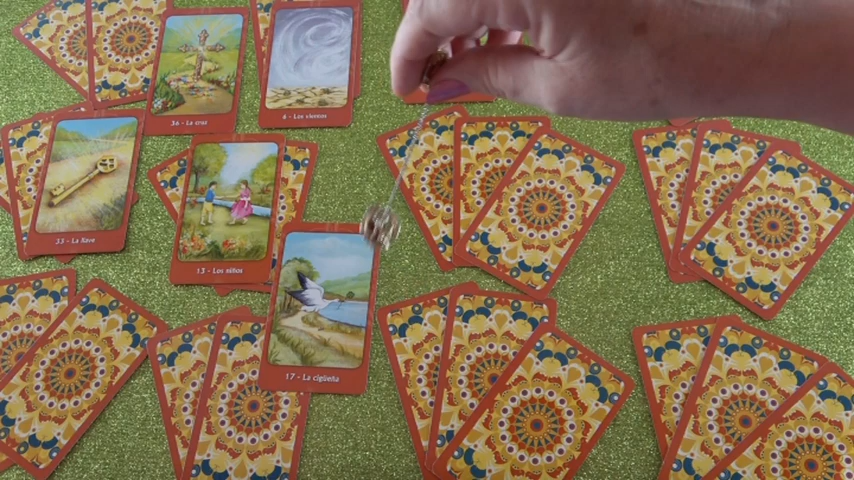 36 - La cruz
6 - Los vientos
33 - La llave
13 - Los niños
17 - La cigüeña